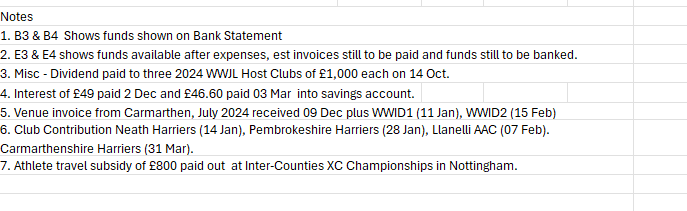 Notes
1. B3 & B4  Shows funds shown on Bank Statement
2. E3 & E4 shows funds available after expenses, est invoices still to be paid and funds still to be banked.
3. Misc - Dividend paid to three 2024 WWJL Host Clubs of £1,000 each on 14 Oct.
4. Interest of £49 paid 2 Dec and £46.60 paid 03 Mar  into savings account.
5. Venue invoice from Carmarthen, July 2024 received 09 Dec plus WWID1 (11 Jan), WWID2 (15 Feb)
6. Club Contribution Neath Harriers (14 Jan), Pembrokeshire Harriers (28 Jan), Llanelli AAC (07 Feb).
Carmarthenshire Harriers (31 Mar).
7. Athlete travel subsidy of £800 paid out  at Inter-Counties XC Championships in Nottingham.